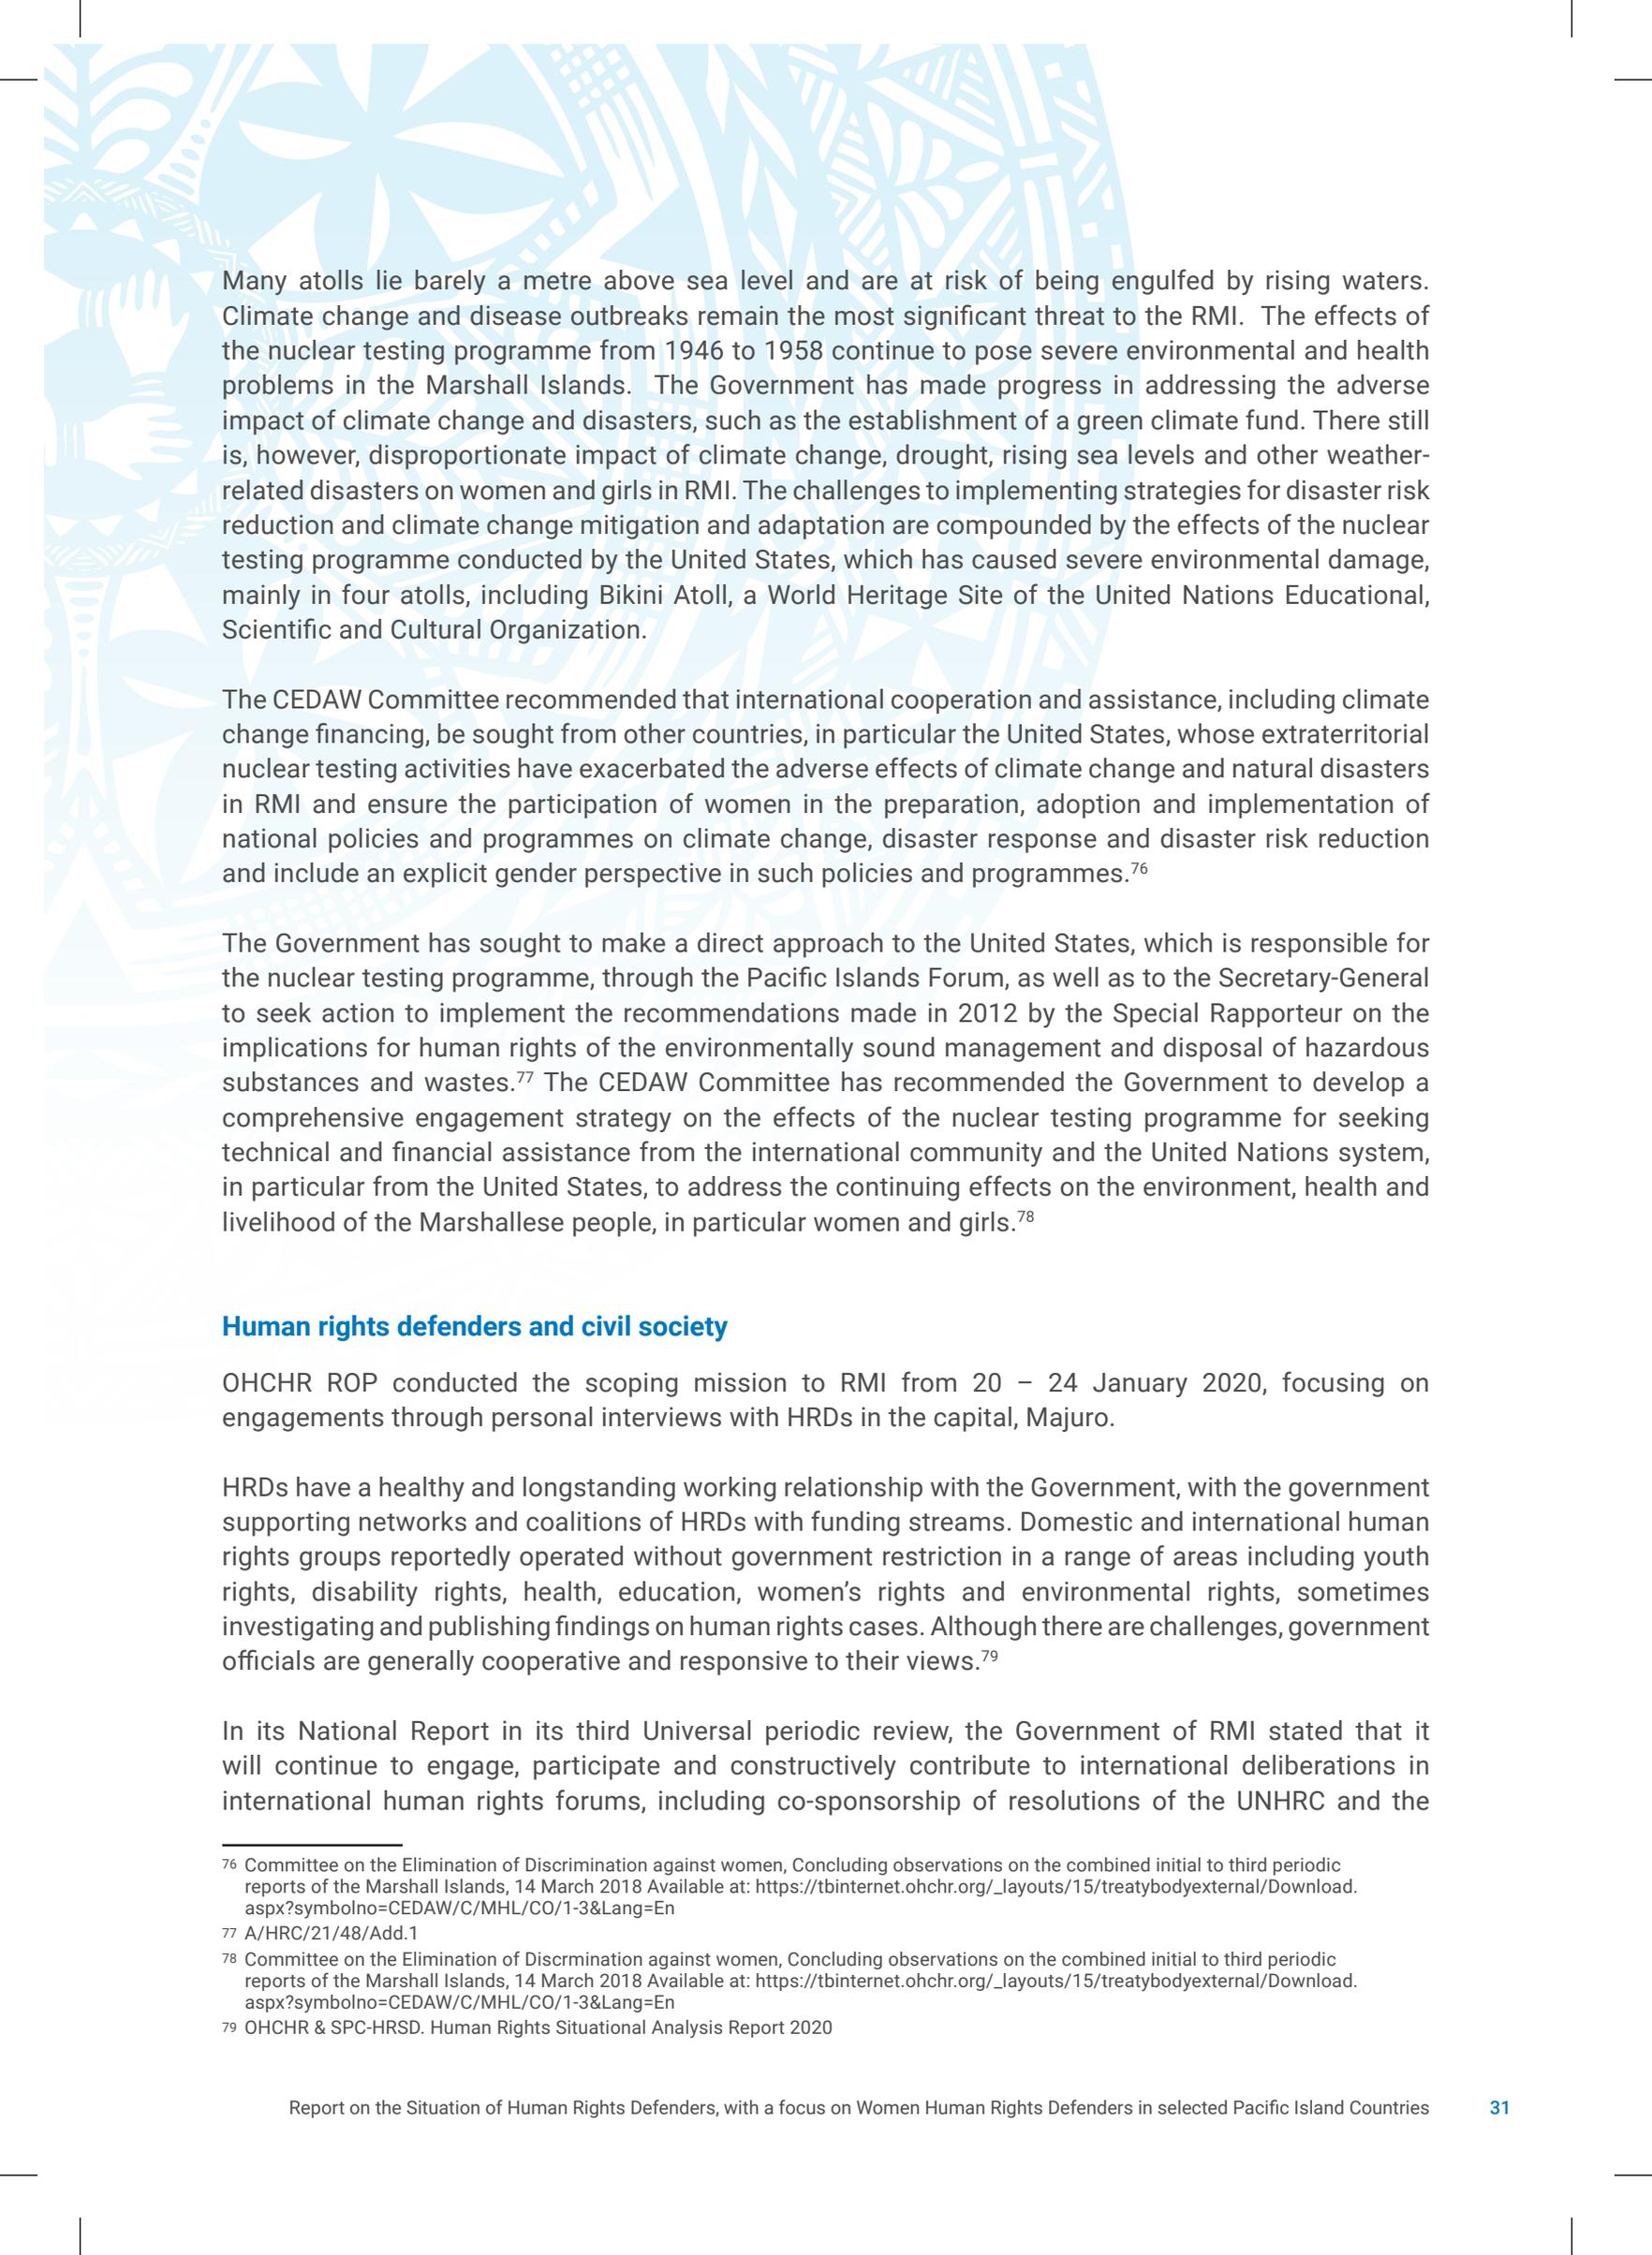 Many atolls lie barely a metre above sea level and are at risk of being engulfed by rising waters.
Climate change and disease outbreaks remain the most significant threat to the RMI.  The effects of
the nuclear testing programme from 1946 to 1958 continue to pose severe environmental and health
problems in the Marshall Islands.  The Government has made progress in addressing the adverse
impact of climate change and disasters, such as the establishment of a green climate fund. There still
is, however, disproportionate impact of climate change, drought, rising sea levels and other weather-
related disasters on women and girls in RMI. The challenges to implementing strategies for disaster risk
reduction and climate change mitigation and adaptation are compounded by the effects of the nuclear
testing programme conducted by the United States, which has caused severe environmental damage,
mainly in four atolls, including Bikini Atoll, a World Heritage Site of the United Nations Educational,
Scientific and Cultural Organization.
The CEDAW Committee recommended that international cooperation and assistance, including climate
change financing, be sought from other countries, in particular the United States, whose extraterritorial
nuclear testing activities have exacerbated the adverse effects of climate change and natural disasters
in RMI and ensure the participation of women in the preparation, adoption and implementation of
national policies and programmes on climate change, disaster response and disaster risk reduction
and include an explicit gender perspective in such policies and programmes.76
The Government has sought to make a direct approach to the United States, which is responsible for
the nuclear testing programme, through the Pacific Islands Forum, as well as to the Secretary-General
to seek action to implement the recommendations made in 2012 by the Special Rapporteur on the
implications for human rights of the environmentally sound management and disposal of hazardous
substances and wastes.77 The CEDAW Committee has recommended the Government to develop a
comprehensive engagement strategy on the effects of the nuclear testing programme for seeking
technical and financial assistance from the international community and the United Nations system,
in particular from the United States, to address the continuing effects on the environment, health and
livelihood of the Marshallese people, in particular women and girls.78
Human rights defenders and civil society
OHCHR ROP conducted the scoping mission to RMI from 20 – 24 January 2020, focusing on
engagements through personal interviews with HRDs in the capital, Majuro.
HRDs have a healthy and longstanding working relationship with the Government, with the government
supporting networks and coalitions of HRDs with funding streams. Domestic and international human
rights groups reportedly operated without government restriction in a range of areas including youth
rights, disability rights, health, education, women’s rights and environmental rights, sometimes
investigating and publishing findings on human rights cases. Although there are challenges, government
officials are generally cooperative and responsive to their views.79
In its National Report in its third Universal periodic review, the Government of RMI stated that it
will continue to engage, participate and constructively contribute to international deliberations in
international human rights forums, including co-sponsorship of resolutions of the UNHRC and the
76 Committee on the Elimination of Discrimination against women, Concluding observations on the combined initial to third periodic
reports of the Marshall Islands, 14 March 2018 Available at: https://tbinternet.ohchr.org/_layouts/15/treatybodyexternal/Download.
aspx?symbolno=CEDAW/C/MHL/CO/1-3&Lang=En
77 A/HRC/21/48/Add.1
78 Committee on the Elimination of Discrmination against women, Concluding observations on the combined initial to third periodic
reports of the Marshall Islands, 14 March 2018 Available at: https://tbinternet.ohchr.org/_layouts/15/treatybodyexternal/Download.
aspx?symbolno=CEDAW/C/MHL/CO/1-3&Lang=En
79 OHCHR & SPC-HRSD. Human Rights Situational Analysis Report 2020
Report on the Situation of Human Rights Defenders, with a focus on Women Human Rights Defenders in selected Pacific Island Countries 31